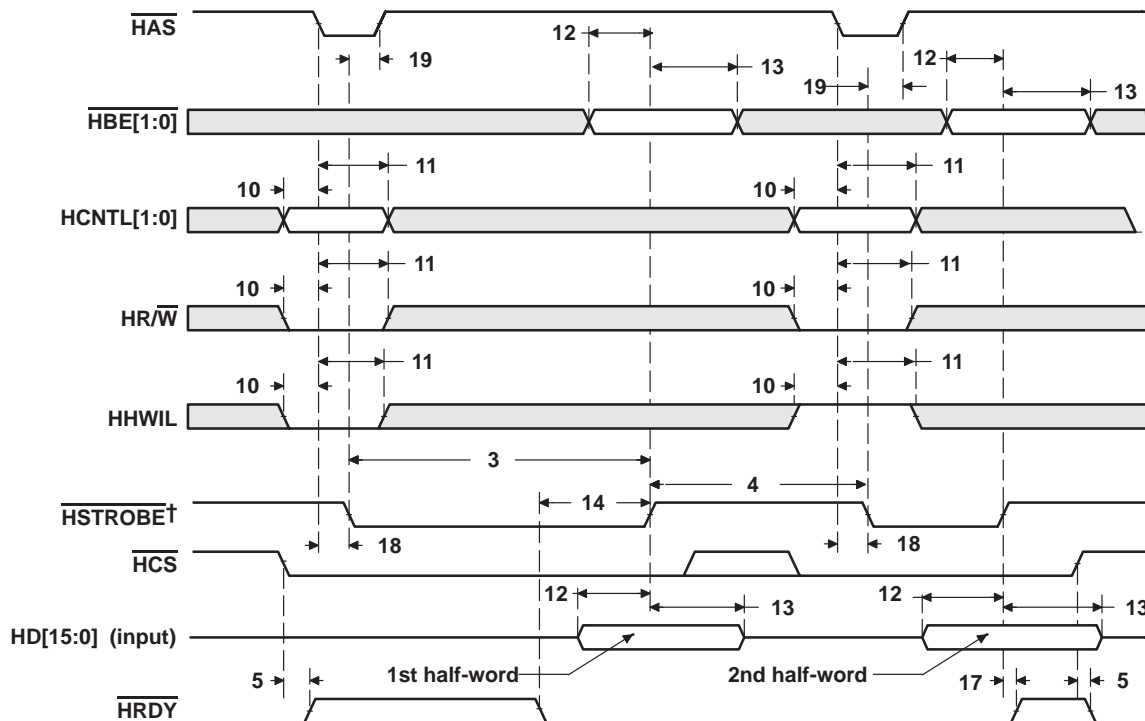 HAS
12
12
19
13
19
13
HBE[1:0]
11
11
10
10
HCNTL[1:0]
11
11
10
10
HR/W
11
11
10
10
HHWIL
3
4
14
HSTROBE†
18
18
HCS
12
12
13
13
HD[15:0] (input)
1st half-word
2nd half-word
5
17
5
HRDY